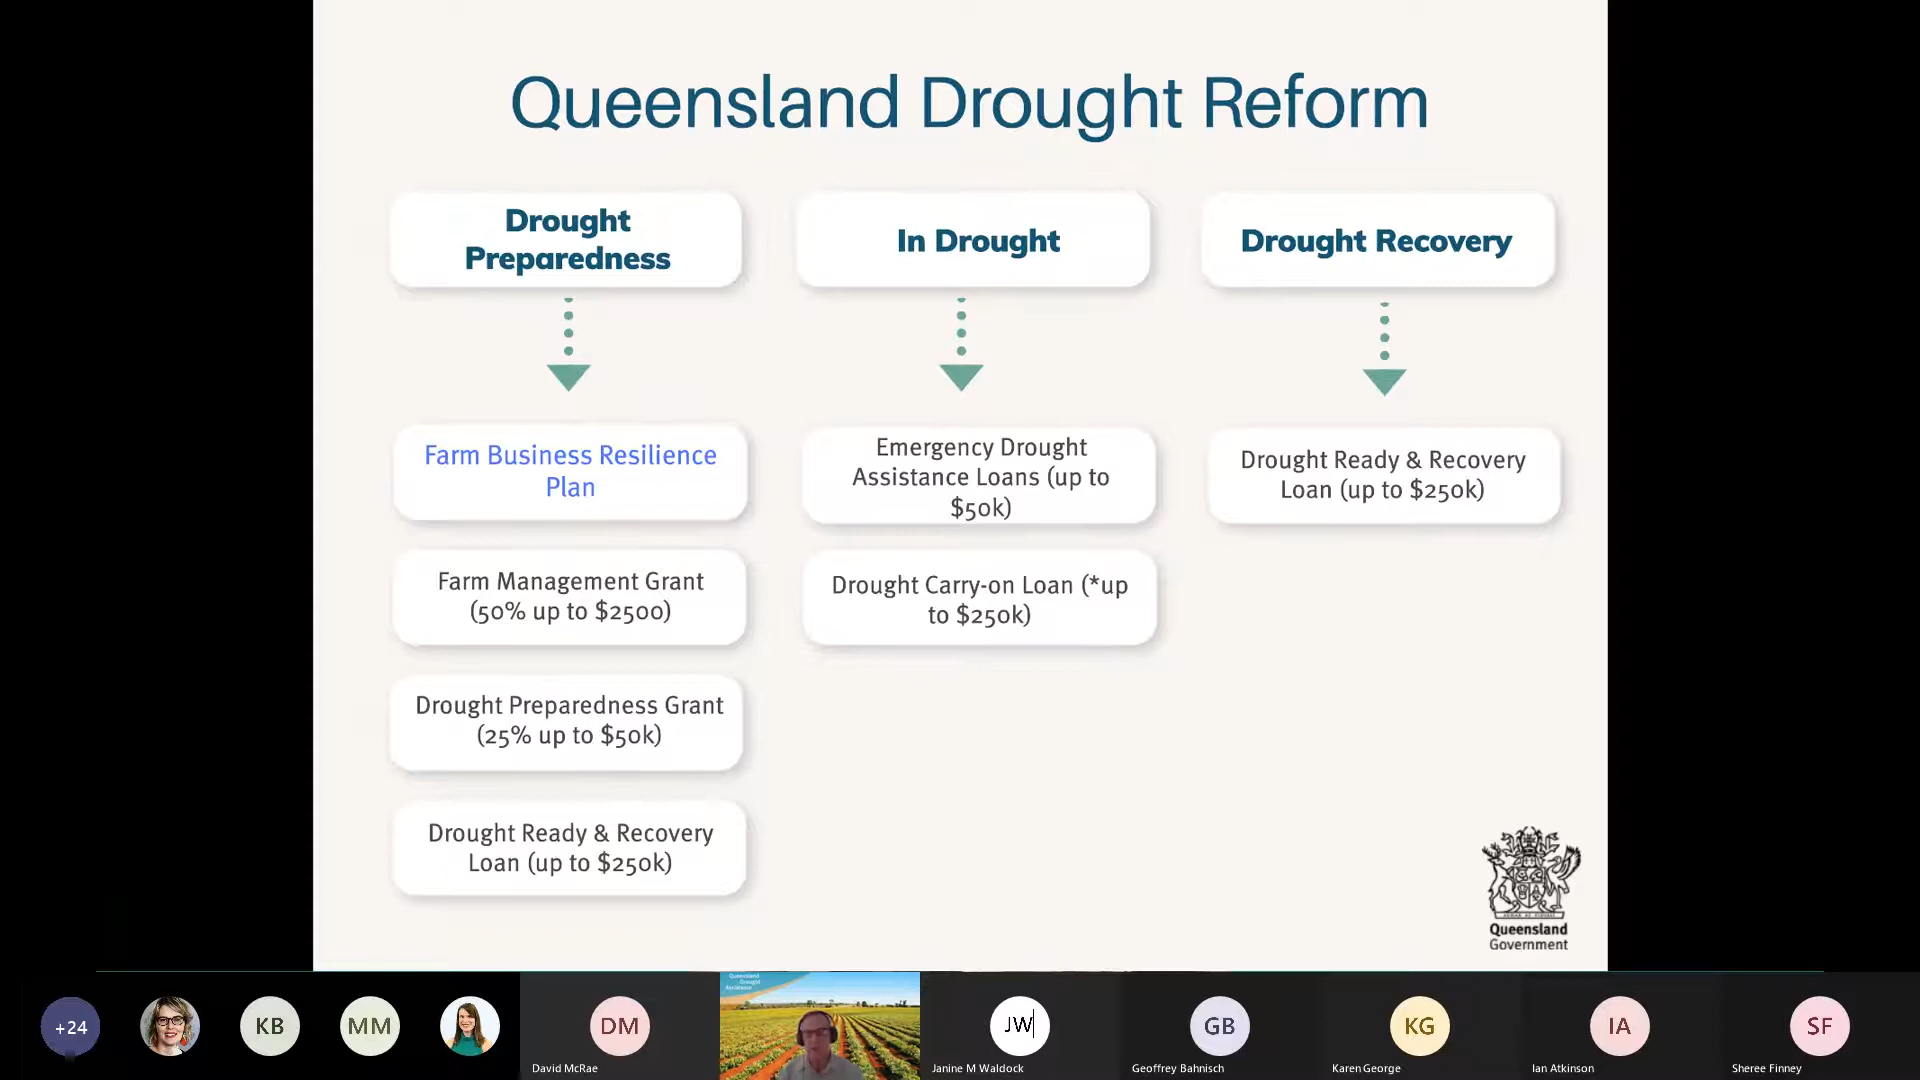 Queensland Drought Reform
Drought
Preparedness
In Drought
Drought Recovery
Farm Business Resilience
Plan
Farm Management Grant
(50% up to $2500)
Drought Preparedness Grant
(25% up to $50k)
Drought Ready & Recovery
Loan (up to $250k)
Emergency Drought
Assistance Loans (up to
$50k)
Drought Carry-on Loan (*up
to $250k)
Drought Ready & Recovery
Loan (up to $250k)
Queensland
Government
+24
KB
MM
DM
David McRae
Queensland
Drought
Assistance
JW
Janine M Waldock
GB
Geoffrey Bahnisch
KG
Karen George
IA
Ian Atkinson
SF
Sheree Finney